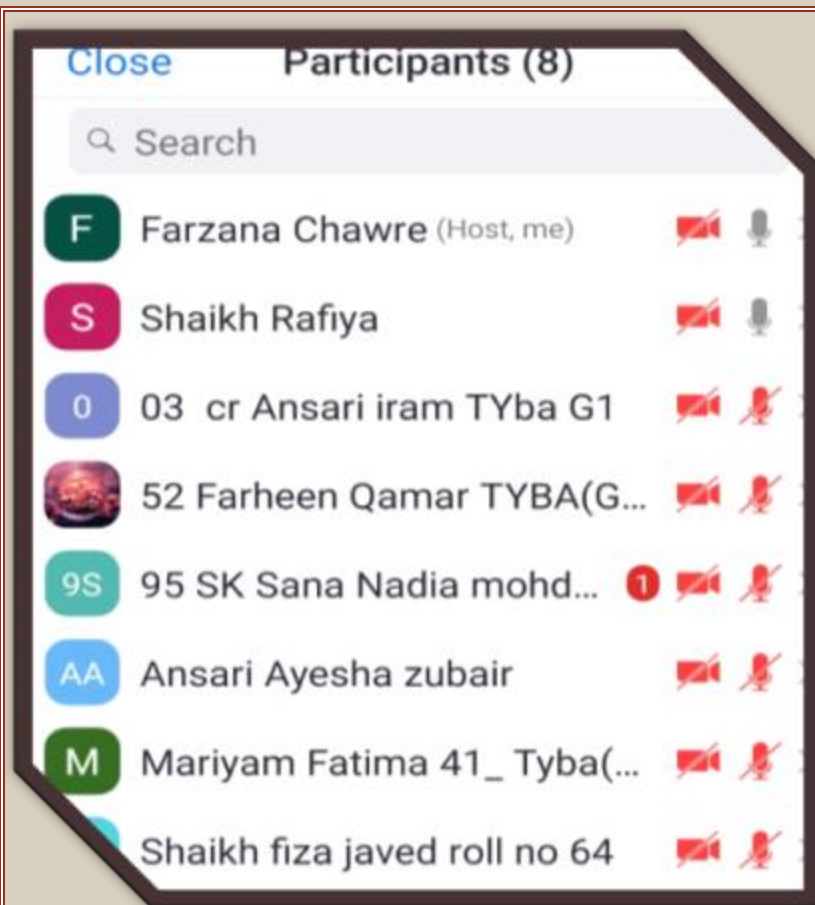 Close Participants (8)
Search
F Farzana Chawre (Host, me)
S Shaikh Rafiya
0 03 cr Ansari iram TYba G1
52 Farheen Qamar TYBA(G...
9S 95 SK Sana Nadia mohd... 1
AA Ansari Ayesha zubair
M Mariyam Fatima 41_ Tyba(...
Shaikh fiza javed roll no 64